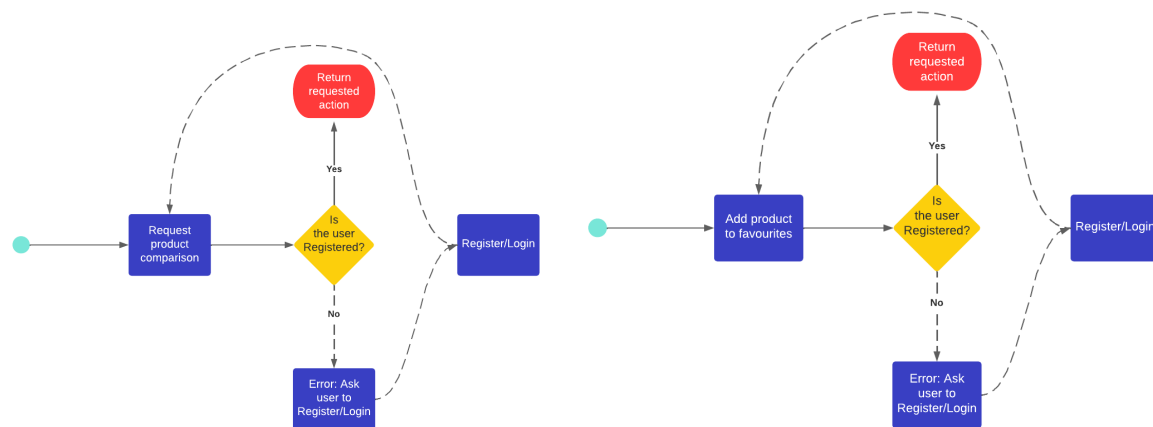 Return
requested
action
Yes
Request
product
comparison
Is
the user
Registered?
Register/Login
No
Error: Ask
user to
Register/Login
Return
requested
action
Yes
Add product
to favourites
Is
the user
Registered?
Register/Login
No
Error: Ask
user to
Register/Login